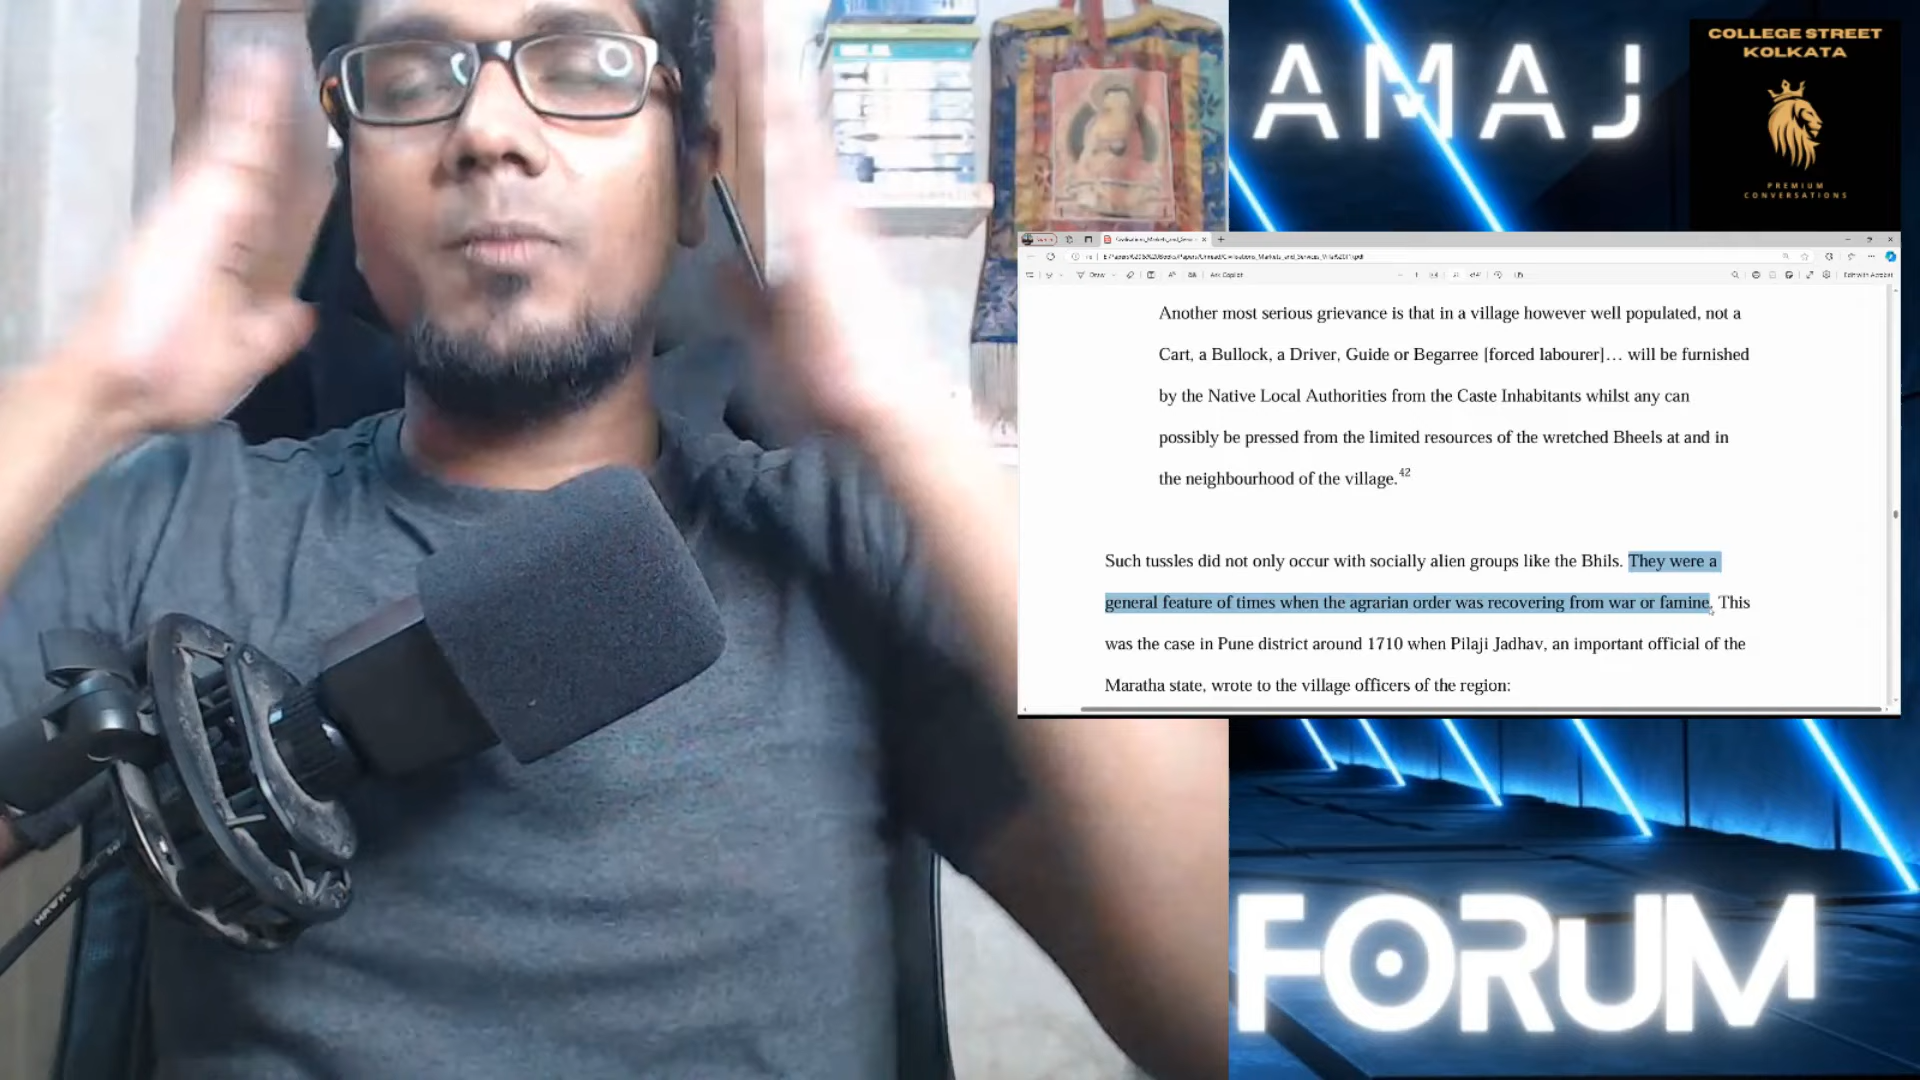 AMAJ
COLLEGE STREET
KOLKATA
PREMIUM
CONVERSATIONS
Draw
Ask Copilot
Edit with Acrobat
Another most serious grievance is that in a village however well populated, not a
Cart, a Bullock, a Driver, Guide or Begarree [forced labourer]… will be furnished
by the Native Local Authorities from the Caste Inhabitants whilst any can
possibly be pressed from the limited resources of the wretched Bheels at and in
the neighbourhood of the village.42
Such tussles did not only occur with socially alien groups like the Bhils. They were a
general feature of times when the agrarian order was recovering from war or famine. This
was the case in Pune district around 1710 when Pilaji Jadhav, an important official of the
Maratha state, wrote to the village officers of the region:
FORUM